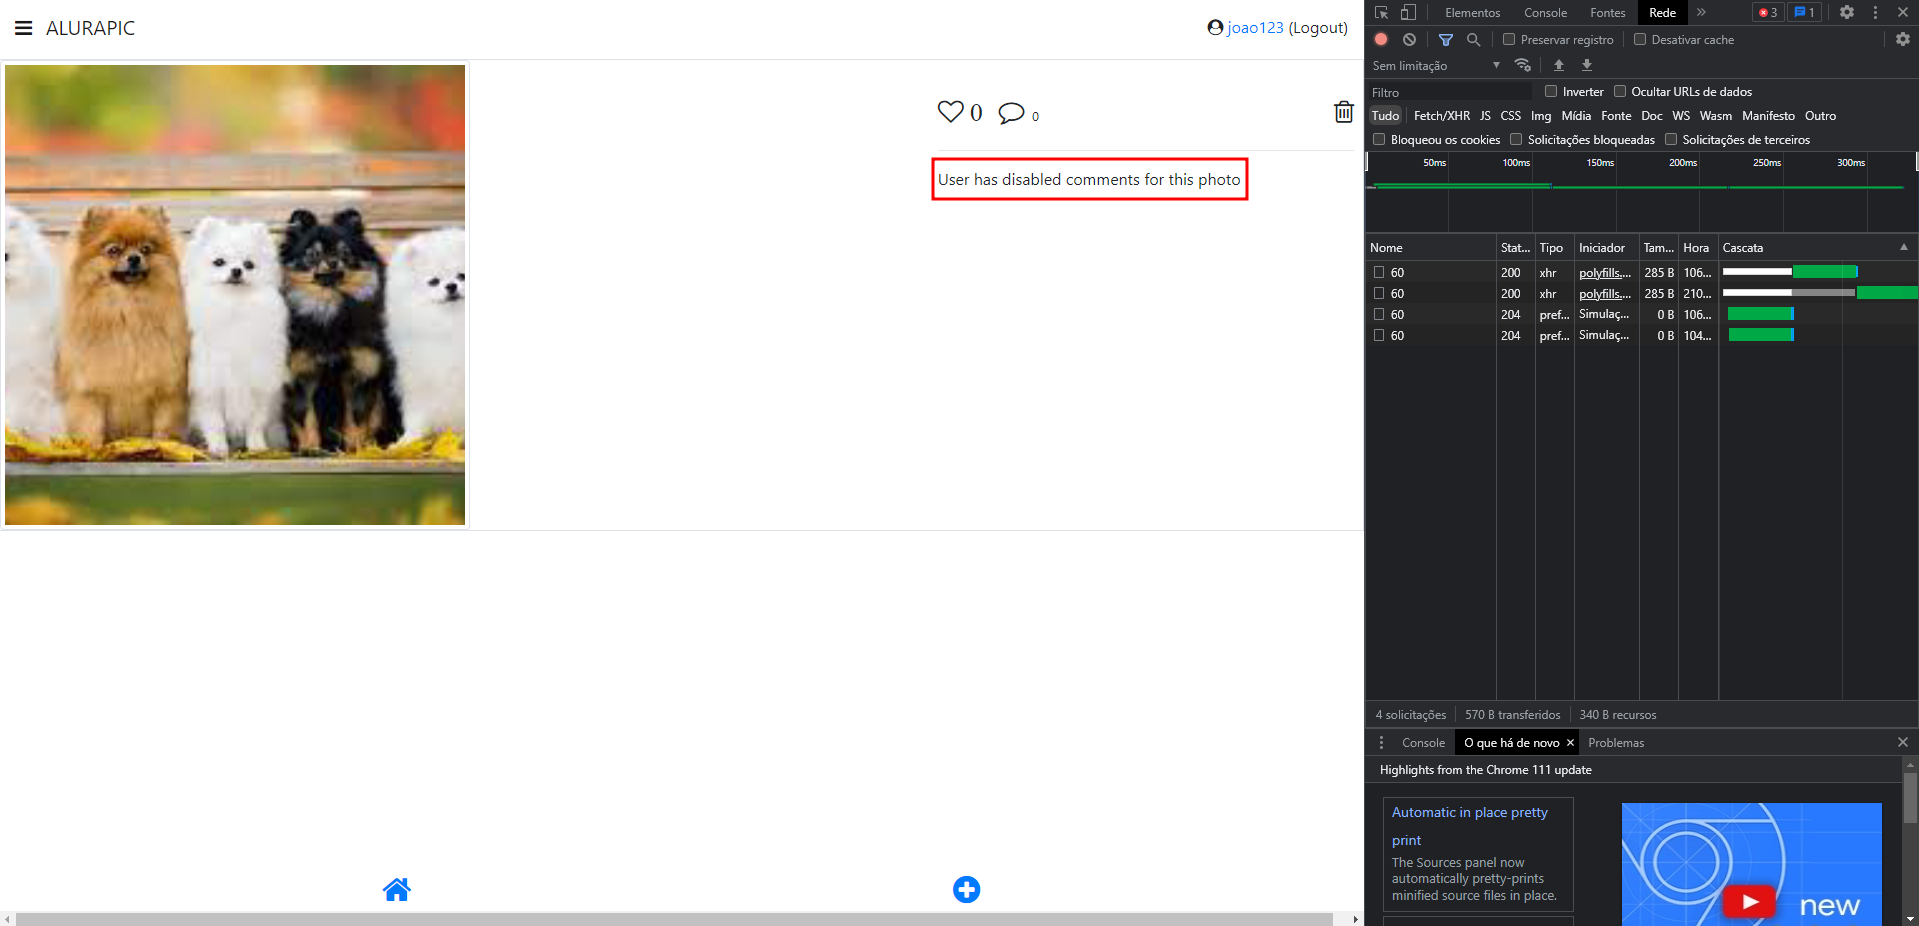 ALURAPIC
joao123 (Logout)
0 0
User has disabled comments for this photo
Elementos Console Fontes Rede » 3 1
Preservar registro Desativar cache
Sem limitação
Filtro Inverter Ocultar URLs de dados
Tudo Fetch/XHR JS CSS Img Mídia Fonte Doc WS Wasm Manifesto Outro
Bloqueou os cookies Solicitações bloqueadas Solicitações de terceiros
50ms 100ms 150ms 200ms 250ms 300ms
Nome Stat... Tipo Iniciador Tam... Hora Cascata
60 200 xhr polyfills.... 285 B 106...
60 200 xhr polyfills.... 285 B 210...
60 204 pref... Simulaç... 0 B 106...
60 204 pref... Simulaç... 0 B 104...
4 solicitações 570 B transferidos 340 B recursos
Console O que há de novo Problemas
Highlights from the Chrome 111 update
Automatic in place pretty
print
The Sources panel now
automatically pretty-prints
minified source files in place.
new